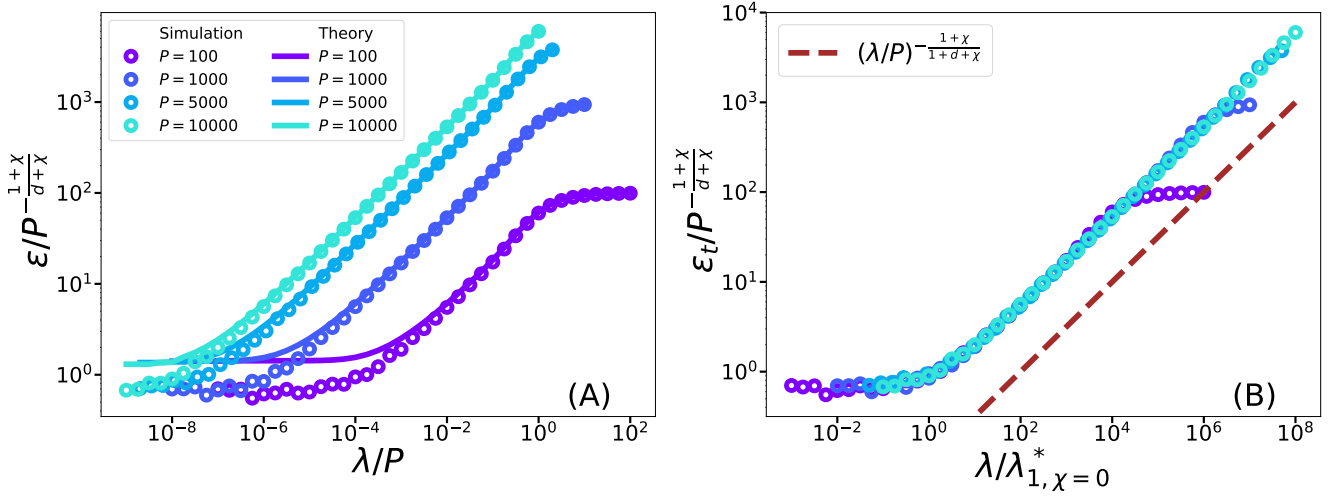 Simulation Theory
P = 100 P = 100
P = 1000 P = 1000
P = 5000 P = 5000
P = 10000 P = 10000
10^3
10^2
10^1
10^0
ε/P^{-\frac{1+χ}{d+χ}}
(A)
10^{-8} 10^{-6} 10^{-4} 10^{-2} 10^0 10^2
λ/P
(λ/P)^{-\frac{1+χ}{1+d+χ}}
10^4
10^3
10^2
10^1
10^0
ε_t/P^{-\frac{1+χ}{d+χ}}
(B)
10^{-2} 10^0 10^2 10^4 10^6 10^8
λ/λ^*_{1, χ=0}